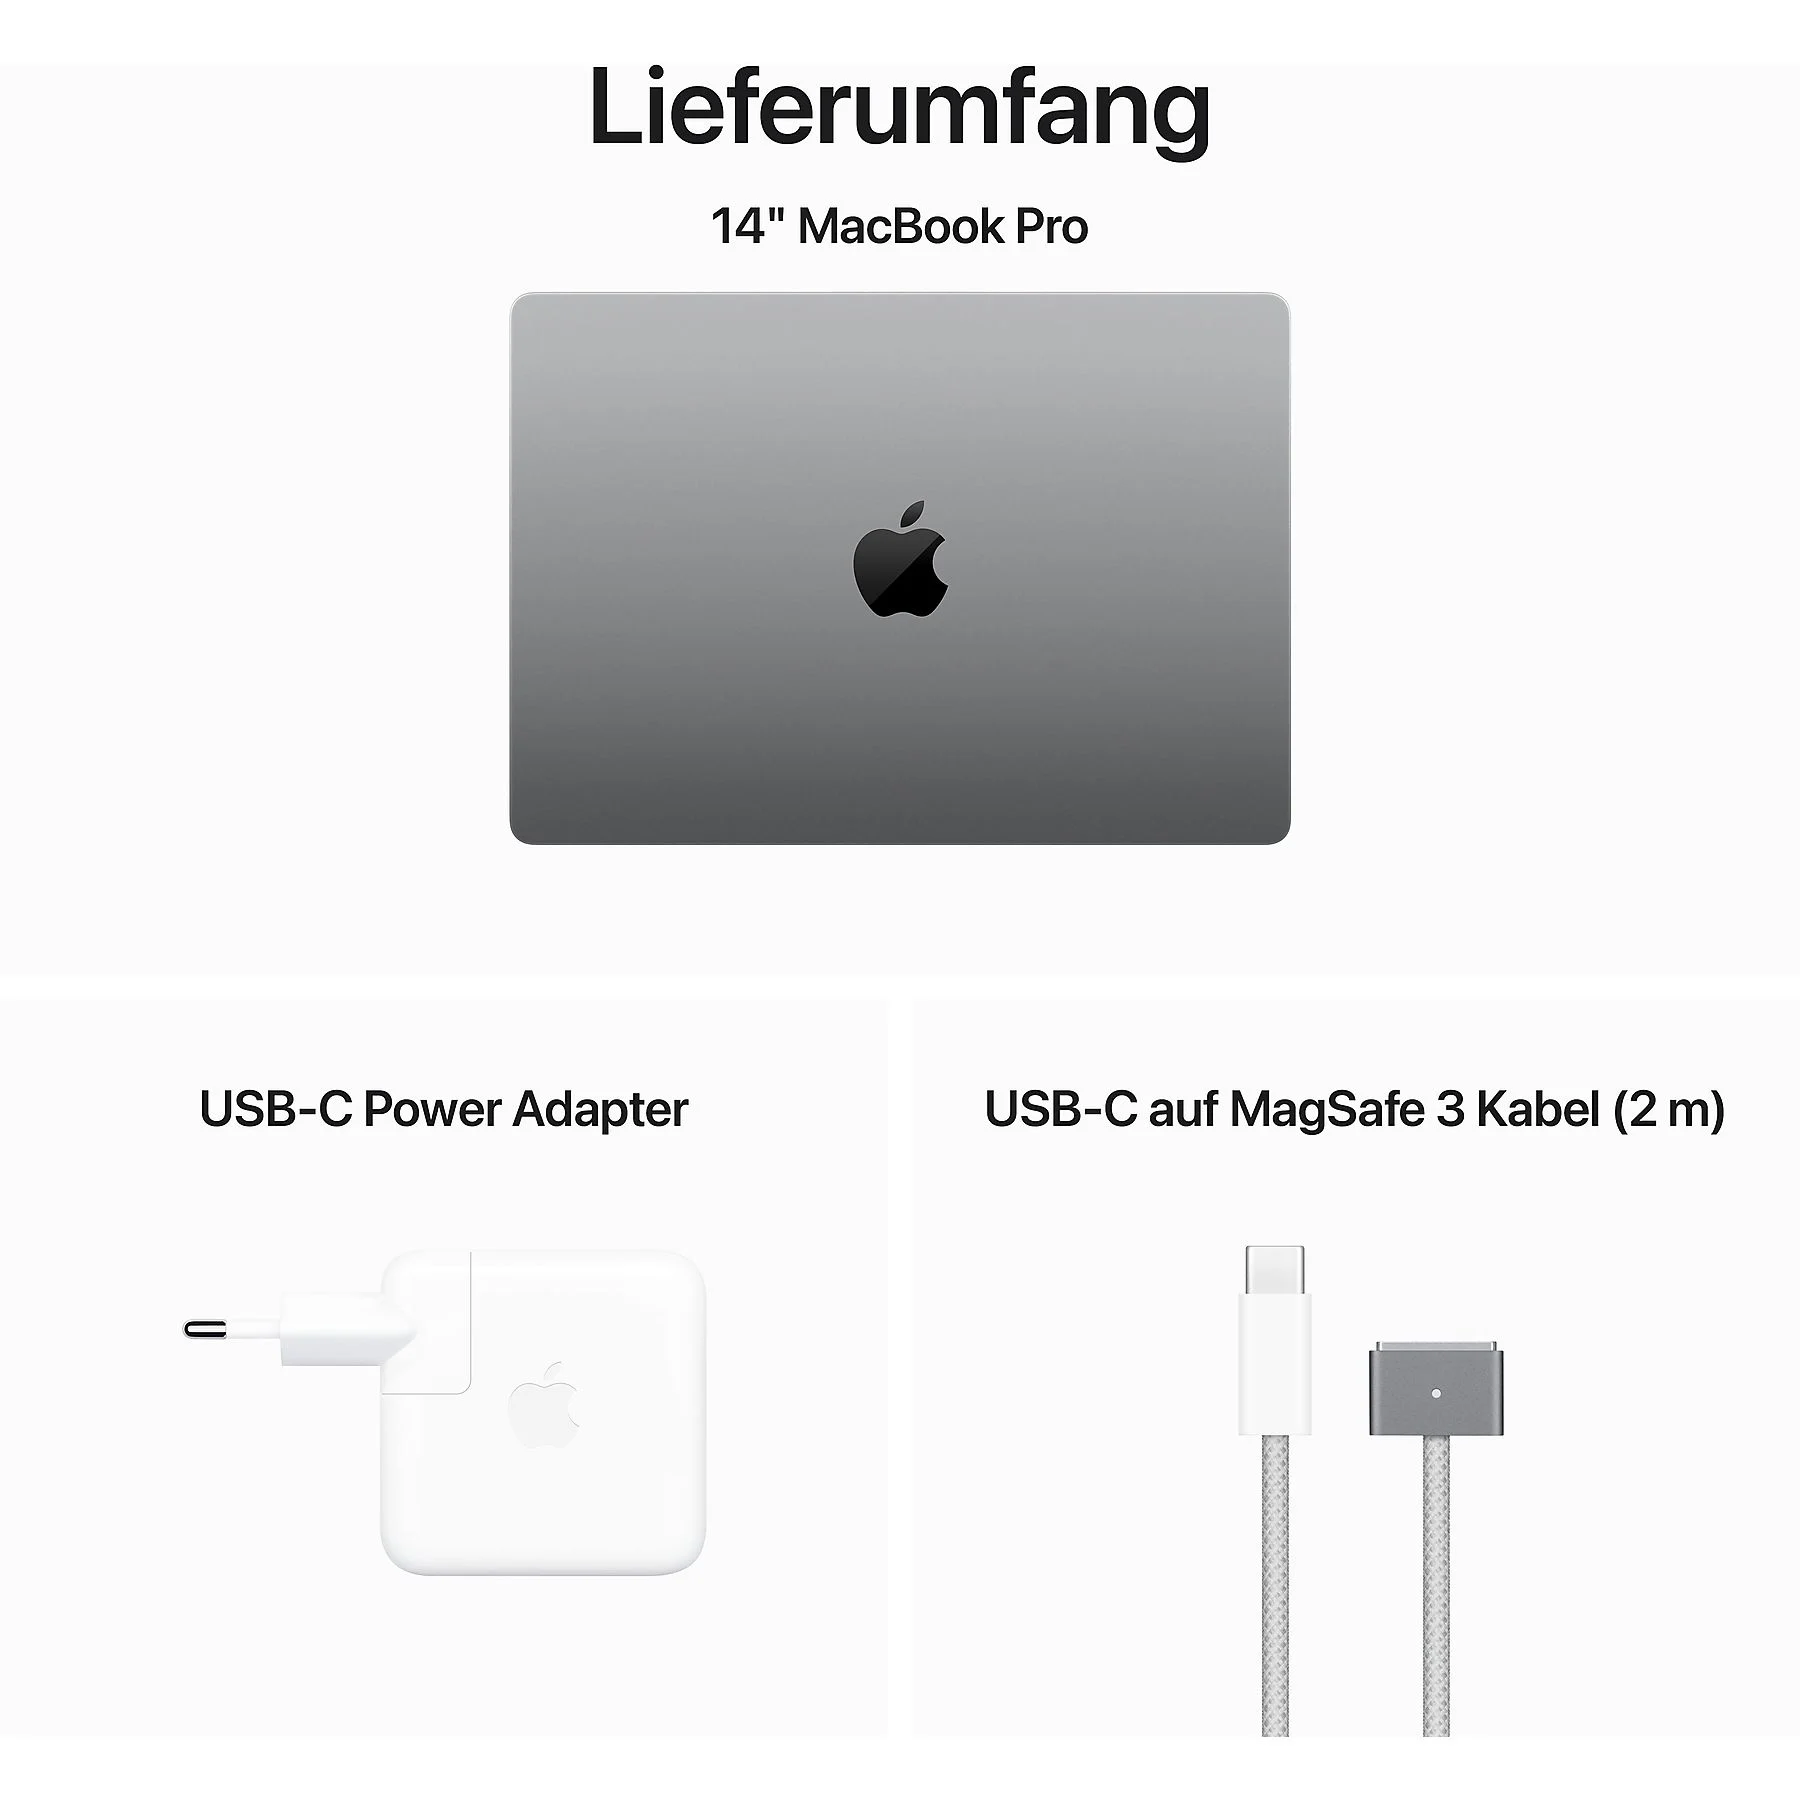 Lieferumfang
14" MacBook Pro
USB-C Power Adapter
USB-C auf MagSafe 3 Kabel (2 m)